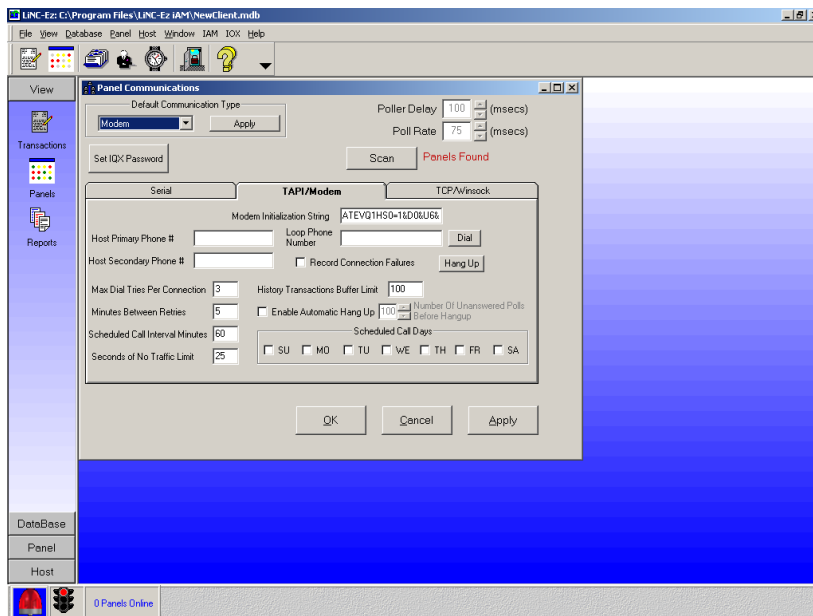 LiNC-Ez: C:\Program Files\LiNC-Ez iAM\NewClient.mdb
File View Database Panel Host Window IAM IOX Help
View
Transactions
Panels
Reports
DataBase
Panel
Host
Panel Communications
Default Communication Type
Modem Apply
Poller Delay 100 (msecs)
Poll Rate 75 (msecs)
Set IQX Password
Scan Panels Found
Serial TAPI/Modem TCP/Winsock
Modem Initialization String ATEVQ1HS0=1&D0&U6&
Host Primary Phone # Loop Phone Number Dial
Host Secondary Phone # Record Connection Failures Hang Up
Max Dial Tries Per Connection 3 History Transactions Buffer Limit 100
Minutes Between Retries 5 Enable Automatic Hang Up 100 Number Of Unanswered Polls Before Hangup
Scheduled Call Interval Minutes 60 Scheduled Call Days
Seconds of No Traffic Limit 25 SU MO TU WE TH FR SA
OK Cancel Apply
0 Panels Online